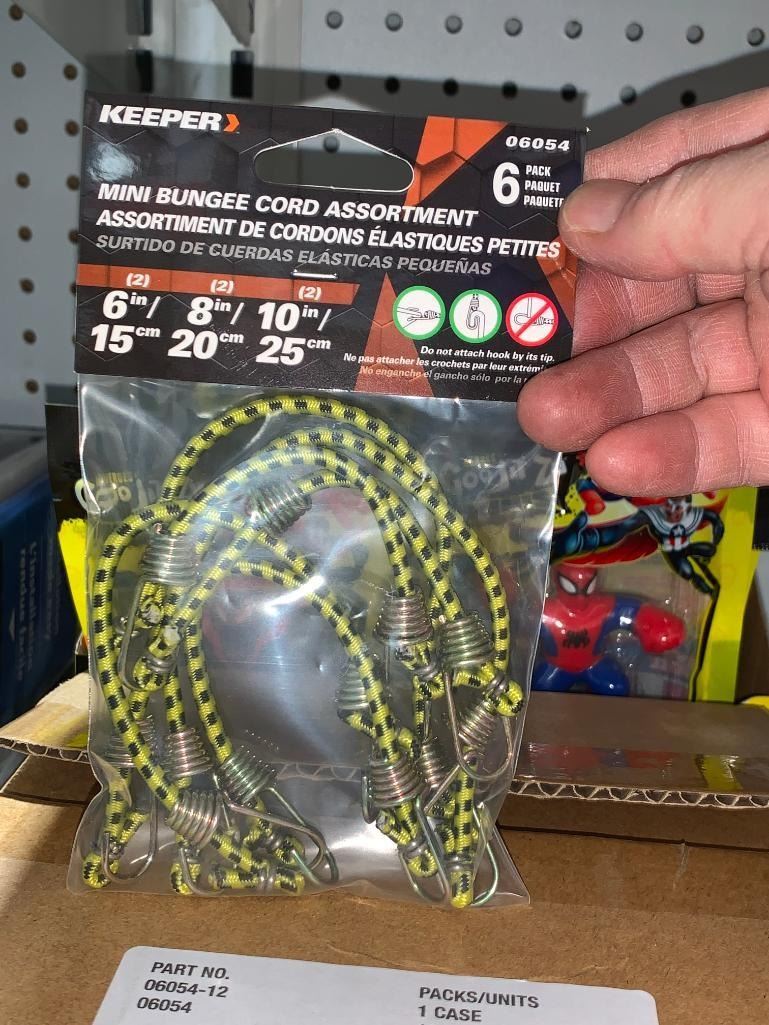 KEEPER
06054
6 PACK
PAQUET
PAQUETE
MINI BUNGEE CORD ASSORTMENT
ASSORTIMENT DE CORDONS ÉLASTIQUES PETITES
SURTIDO DE CUERDAS ELÁSTICAS PEQUEÑAS
(2) (2) (2)
6in/ 8in/ 10in/
15cm 20cm 25cm
Do not attach hook by its tip.
Ne pas attacher les crochets par leur extrémi
No enganche el gancho sólo por la
PART NO.
06054-12
06054
PACKS/UNITS
1 CASE